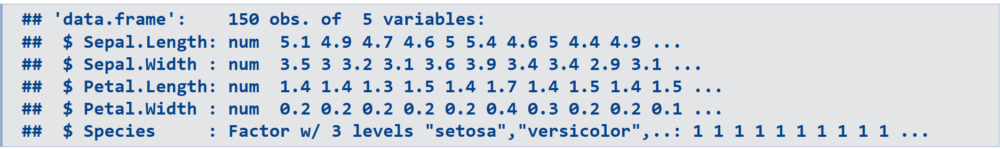 ## 'data.frame':    150 obs. of  5 variables:
##  $ Sepal.Length: num  5.1 4.9 4.7 4.6 5 5.4 4.6 5 4.4 4.9 ...
##  $ Sepal.Width : num  3.5 3 3.2 3.1 3.6 3.9 3.4 3.4 2.9 3.1 ...
##  $ Petal.Length: num  1.4 1.4 1.3 1.5 1.4 1.7 1.4 1.5 1.4 1.5 ...
##  $ Petal.Width : num  0.2 0.2 0.2 0.2 0.2 0.4 0.3 0.2 0.2 0.1 ...
##  $ Species     : Factor w/ 3 levels "setosa","versicolor",..: 1 1 1 1 1 1 1 1 1 1 ...